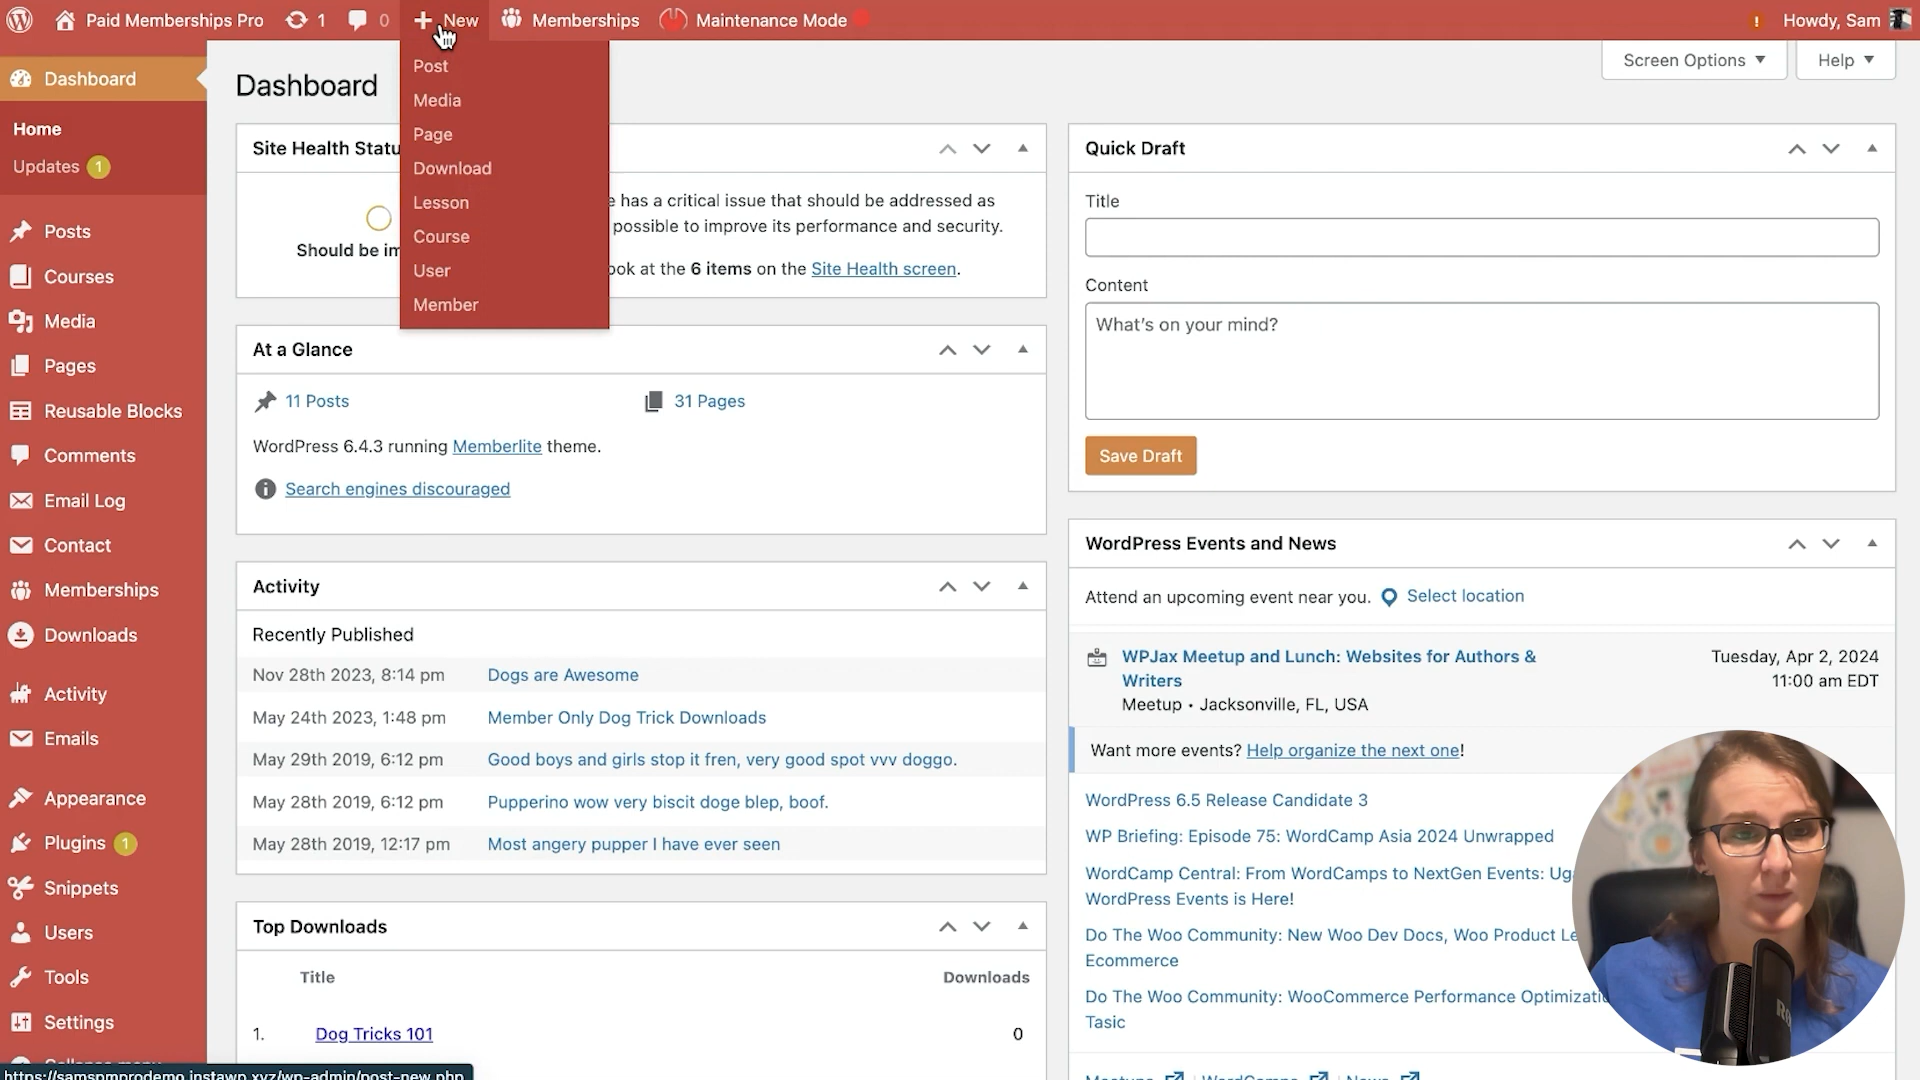 Paid Memberships Pro 1 0 + New Memberships Maintenance Mode ! Howdy, Sam
Screen Options Help
Dashboard
Home
Updates 1
Posts
Courses
Media
Pages
Reusable Blocks
Comments
Email Log
Contact
Memberships
Downloads
Activity
Emails
Appearance
Plugins 1
Snippets
Users
Tools
Settings
Post
Media
Page
Download
Lesson
Course
User
Member
Dashboard
Site Health Statu
Should be im
e has a critical issue that should be addressed as
possible to improve its performance and security.
ook at the 6 items on the Site Health screen.
At a Glance
11 Posts 31 Pages
WordPress 6.4.3 running Memberlite theme.
Search engines discouraged
Activity
Recently Published
Nov 28th 2023, 8:14 pm Dogs are Awesome
May 24th 2023, 1:48 pm Member Only Dog Trick Downloads
May 29th 2019, 6:12 pm Good boys and girls stop it fren, very good spot vvv doggo.
May 28th 2019, 6:12 pm Pupperino wow very biscit doge blep, boof.
May 28th 2019, 12:17 pm Most angery pupper I have ever seen
Top Downloads
Title Downloads
1. Dog Tricks 101 0
Quick Draft
Title
Content
What's on your mind?
Save Draft
WordPress Events and News
Attend an upcoming event near you. Select location
WPJax Meetup and Lunch: Websites for Authors & Tuesday, Apr 2, 2024
Writers 11:00 am EDT
Meetup • Jacksonville, FL, USA
Want more events? Help organize the next one!
WordPress 6.5 Release Candidate 3
WP Briefing: Episode 75: WordCamp Asia 2024 Unwrapped
WordCamp Central: From WordCamps to NextGen Events: Ug
WordPress Events is Here!
Do The Woo Community: New Woo Dev Docs, Woo Product Le
Ecommerce
Do The Woo Community: WooCommerce Performance Optimizati
Tasic
https://samspmprodemo.instawp.xyz/wp-admin/post-new.php